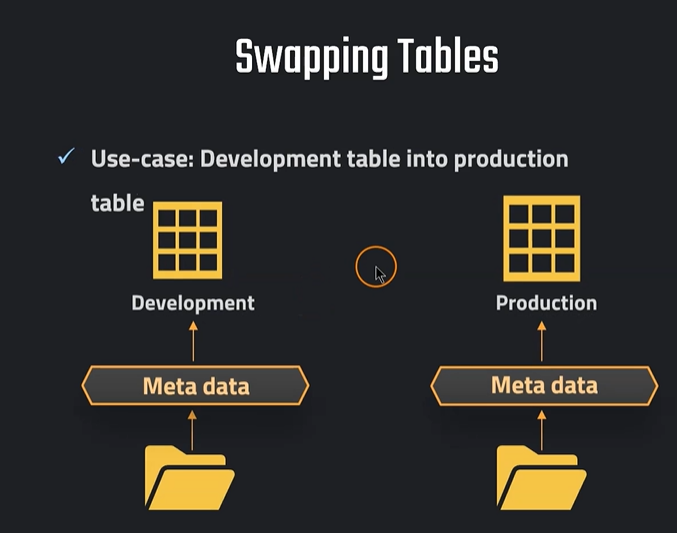 Swapping Tables
Use-case: Development table into production
table
Development
Production
Meta data
Meta data